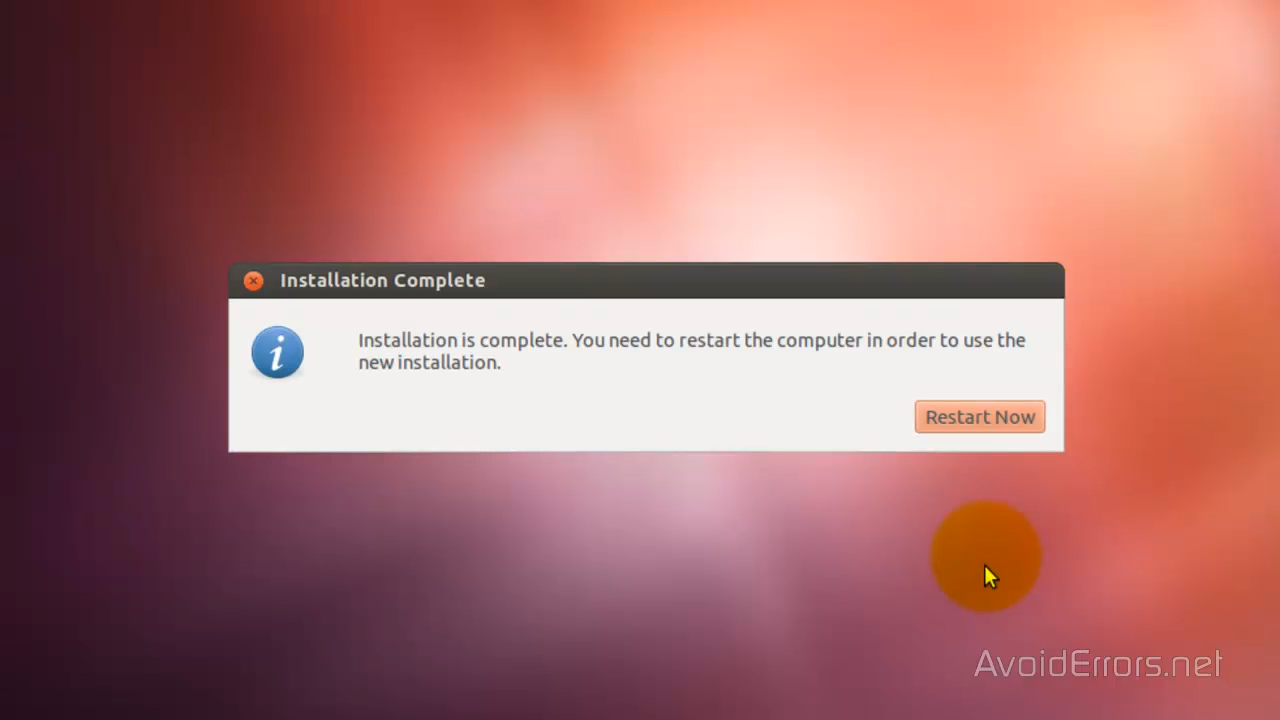 Installation Complete
Installation is complete. You need to restart the computer in order to use the
new installation.
Restart Now
AvoidErrors.net